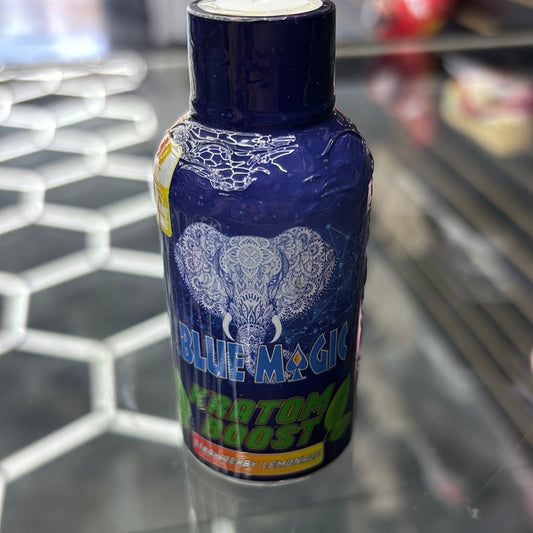 BLUE MAGIC
KRATOM
BOOST
STRAWBERRY LEMONADE